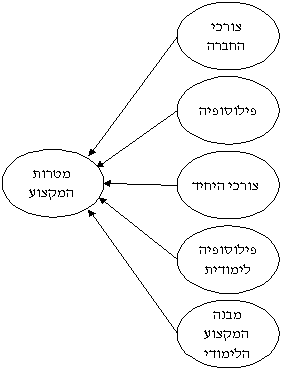 צורכי
החברה
פילוסופיה
מטרות
המקצוע
צורכי היחיד
פילוסופיה
לימודית
מבנה
המקצוע
הלימודי